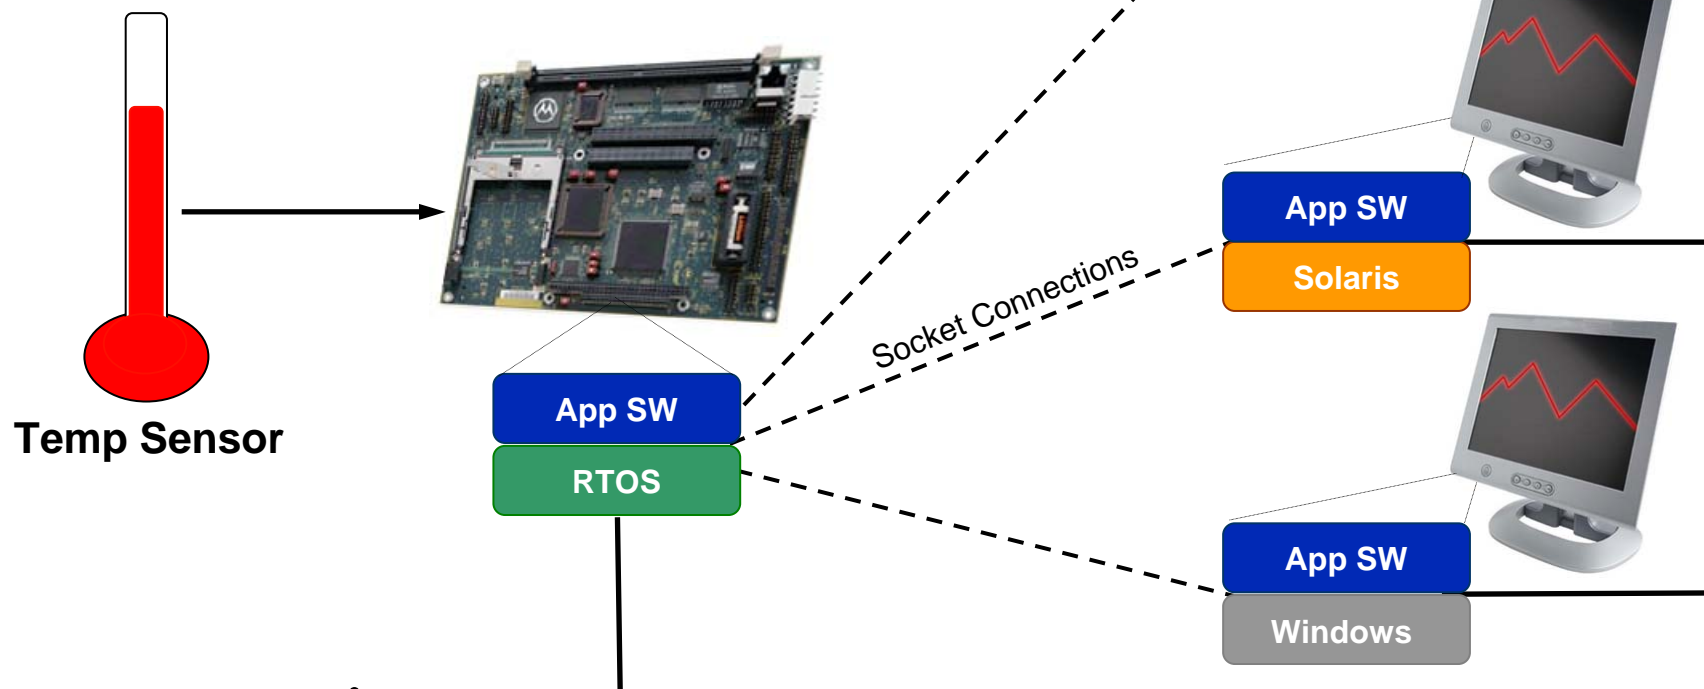 App SW
Solaris
Socket Connections
App SW
Temp Sensor
RTOS
App SW
Windows